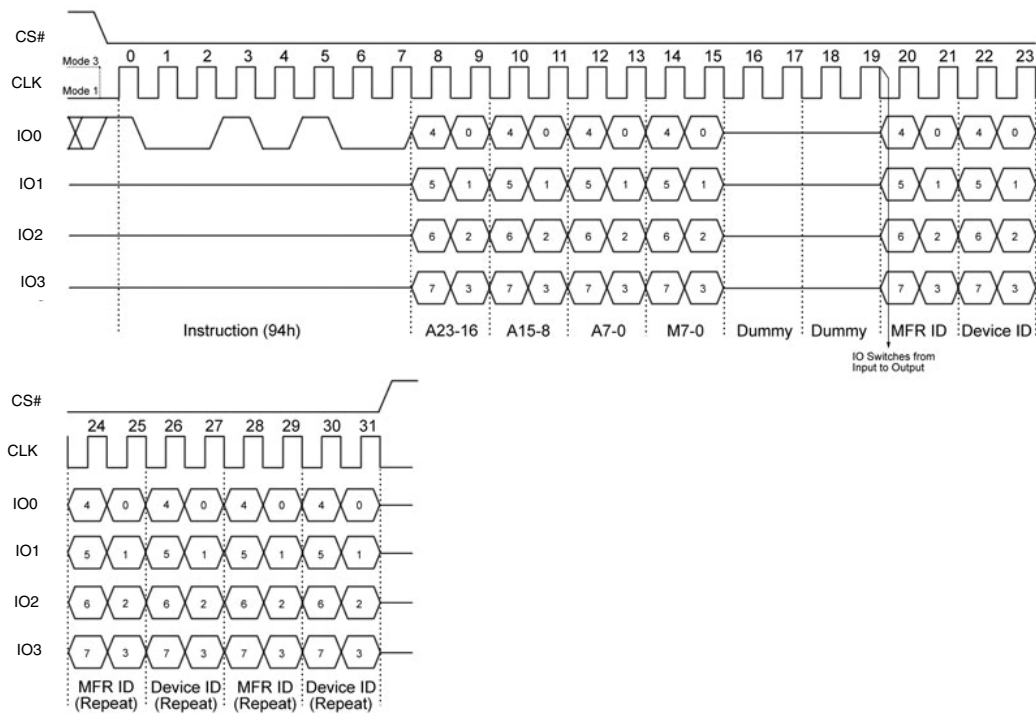 CS#
0 1 2 3 4 5 6 7 8 9 10 11 12 13 14 15 16 17 18 19 20 21 22 23
Mode 3
CLK
Mode 1
IO0 4 0 4 0 4 0 4 0 4 0 4 0
IO1 5 1 5 1 5 1 5 1 5 1 5 1
IO2 6 2 6 2 6 2 6 2 6 2 6 2
IO3 7 3 7 3 7 3 7 3 7 3 7 3
Instruction (94h) A23-16 A15-8 A7-0 M7-0 Dummy Dummy MFR ID Device ID
IO Switches from
Input to Output
CS#
24 25 26 27 28 29 30 31
CLK
IO0 4 0 4 0 4 0 4 0
IO1 5 1 5 1 5 1 5 1
IO2 6 2 6 2 6 2 6 2
IO3 7 3 7 3 7 3 7 3
MFR ID Device ID MFR ID Device ID
(Repeat) (Repeat) (Repeat) (Repeat)